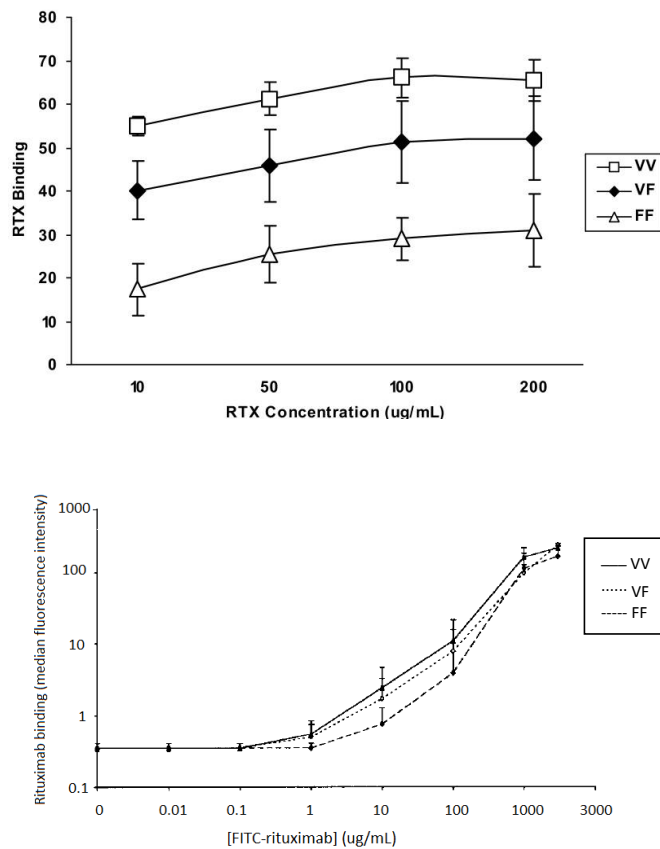 70
60
50
40
30
20
10
0
RTX Binding
10 50 100 200
RTX Concentration (ug/mL)
VV
VF
FF
1000
100
10
1
0.1
Rituximab binding (median fluorescence intensity)
0 0.01 0.1 1 10 100 1000 3000
[FITC-rituximab] (ug/mL)
VV
VF
FF